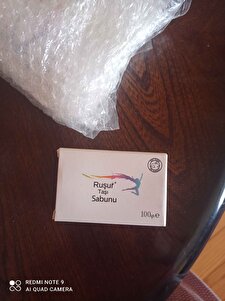 Ruşur
Taşı
Sabunu
100g℮
REDMI NOTE 9
AI QUAD CAMERA